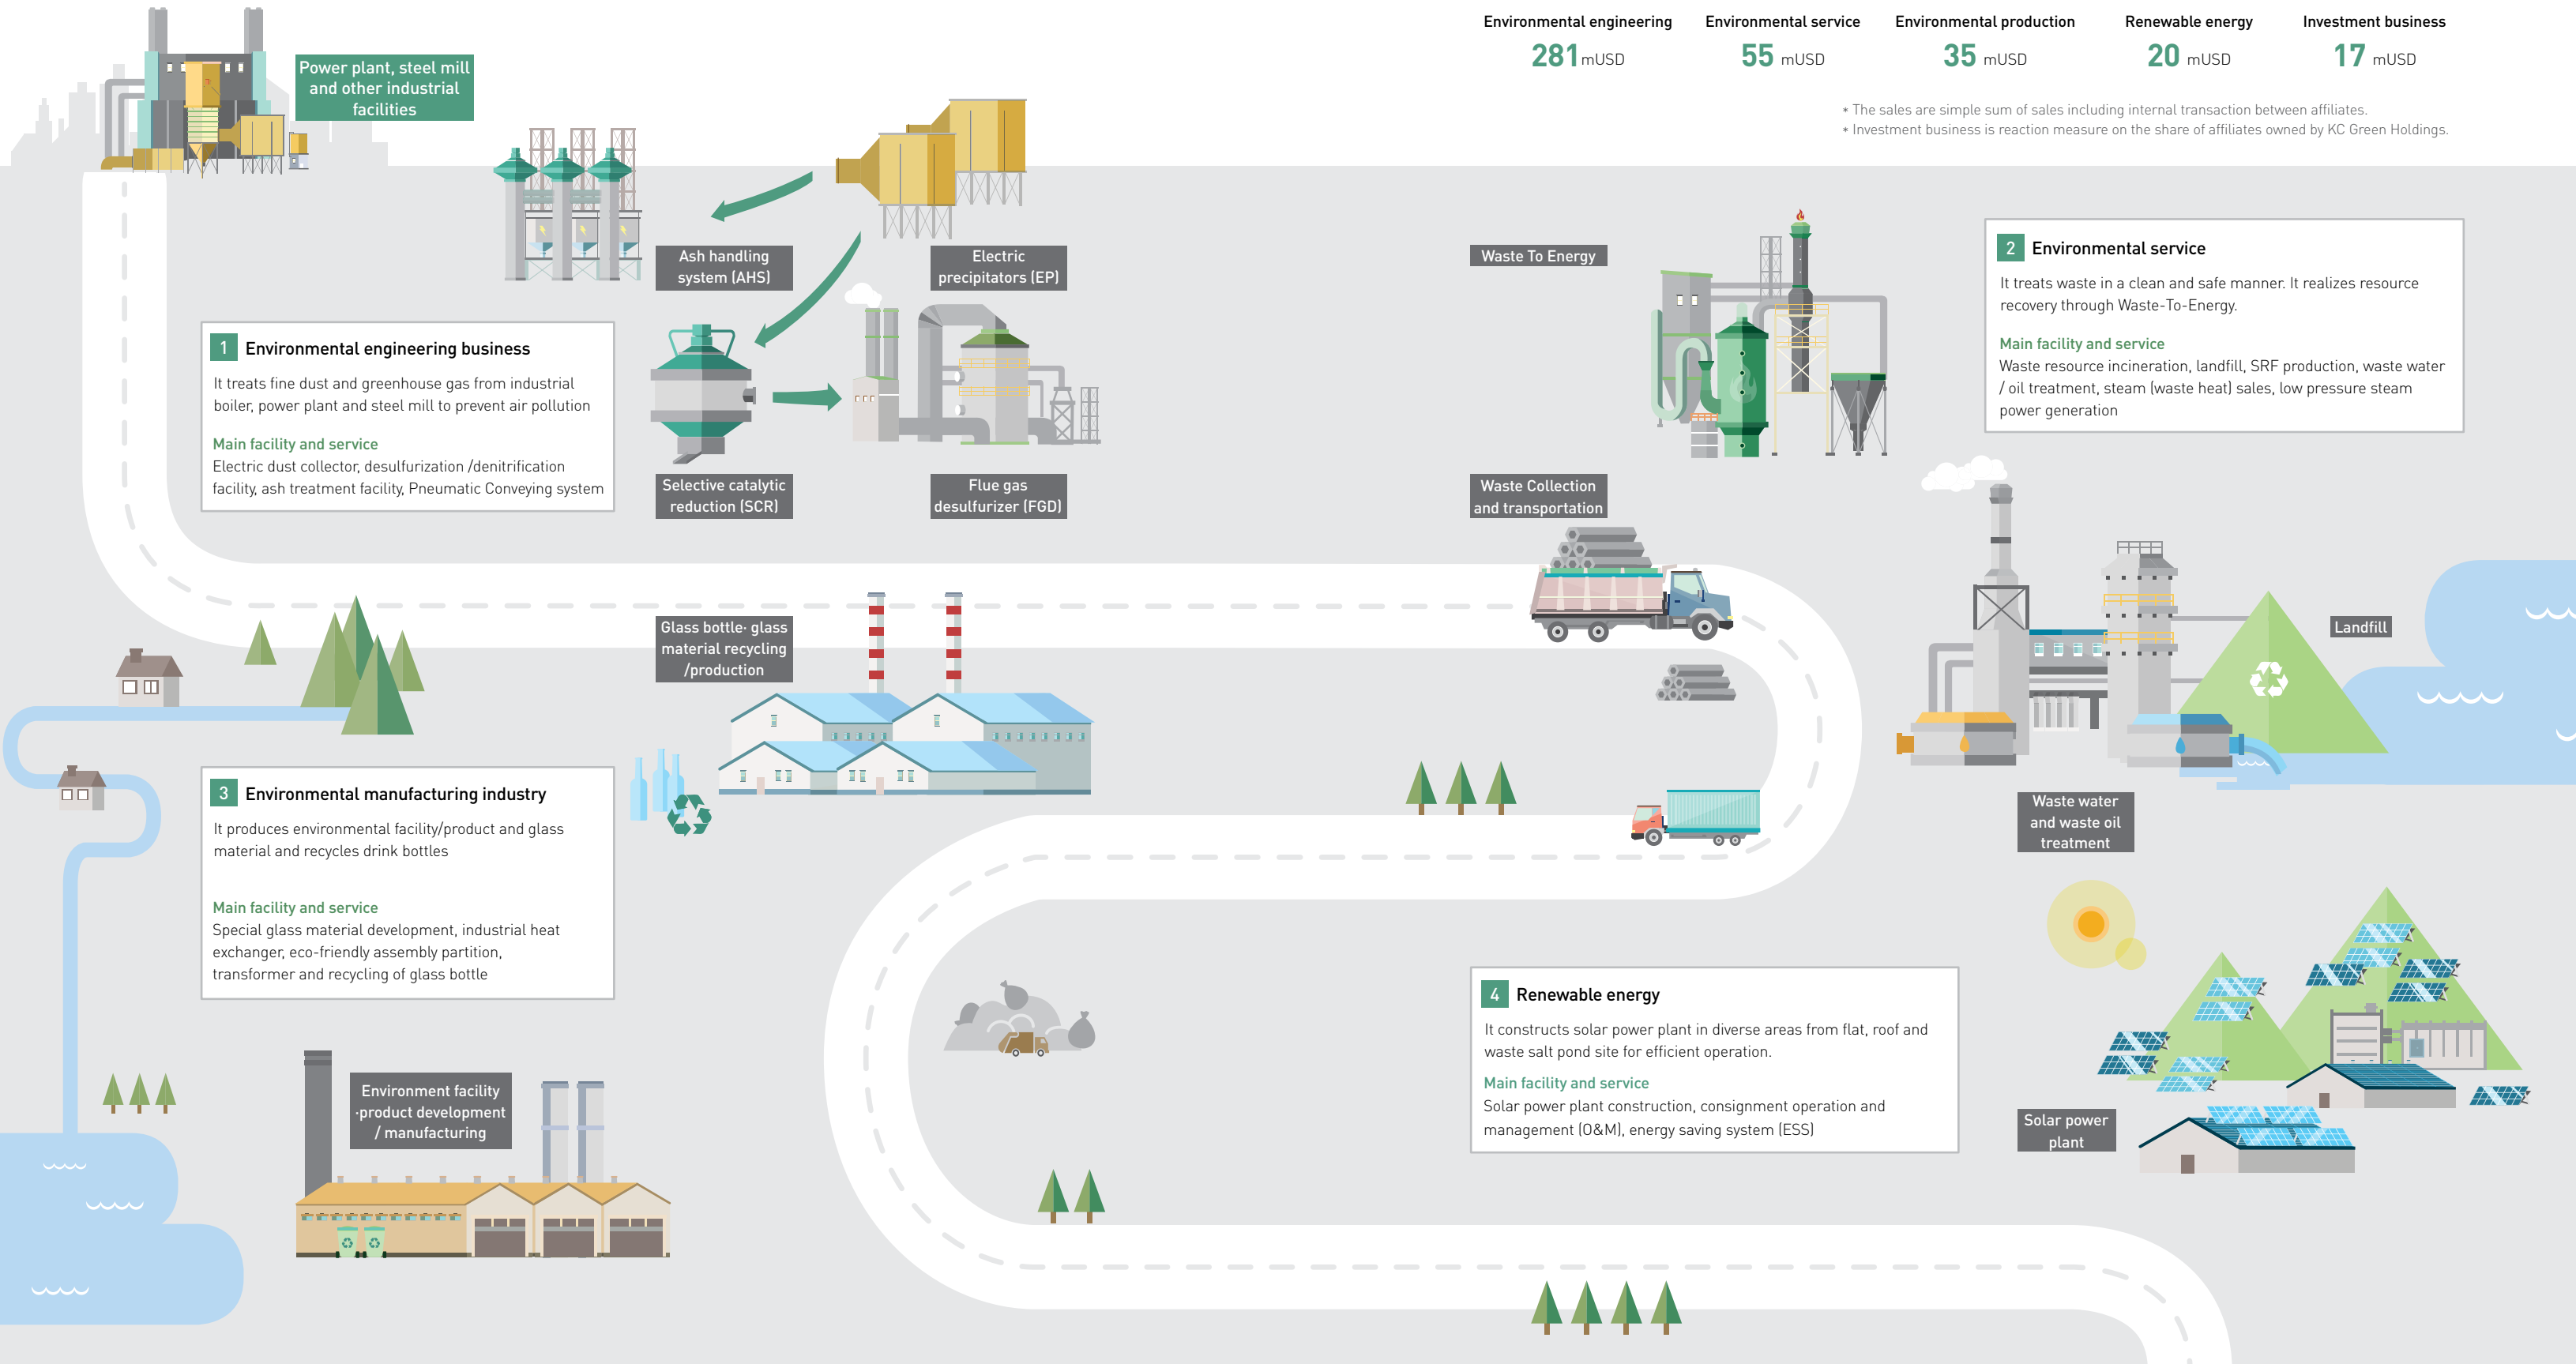 Environmental engineering
281 mUSD
Environmental service
55 mUSD
Environmental production
35 mUSD
Renewable energy
20 mUSD
Investment business
17 mUSD
* The sales are simple sum of sales including internal transaction between affiliates.
* Investment business is reaction measure on the share of affiliates owned by KC Green Holdings.
Power plant, steel mill
and other industrial
facilities
Ash handling
system (AHS)
Electric
precipitators (EP)
Selective catalytic
reduction (SCR)
Flue gas
desulfurizer (FGD)
1 Environmental engineering business
It treats fine dust and greenhouse gas from industrial
boiler, power plant and steel mill to prevent air pollution
Main facility and service
Electric dust collector, desulfurization /denitrification
facility, ash treatment facility, Pneumatic Conveying system
Waste To Energy
Waste Collection
and transportation
2 Environmental service
It treats waste in a clean and safe manner. It realizes resource
recovery through Waste-To-Energy.
Main facility and service
Waste resource incineration, landfill, SRF production, waste water
/ oil treatment, steam (waste heat) sales, low pressure steam
power generation
Landfill
Waste water
and waste oil
treatment
Glass bottle· glass
material recycling
/production
3 Environmental manufacturing industry
It produces environmental facility/product and glass
material and recycles drink bottles
Main facility and service
Special glass material development, industrial heat
exchanger, eco-friendly assembly partition,
transformer and recycling of glass bottle
Environment facility
·product development
/ manufacturing
4 Renewable energy
It constructs solar power plant in diverse areas from flat, roof and
waste salt pond site for efficient operation.
Main facility and service
Solar power plant construction, consignment operation and
management (O&M), energy saving system (ESS)
Solar power
plant